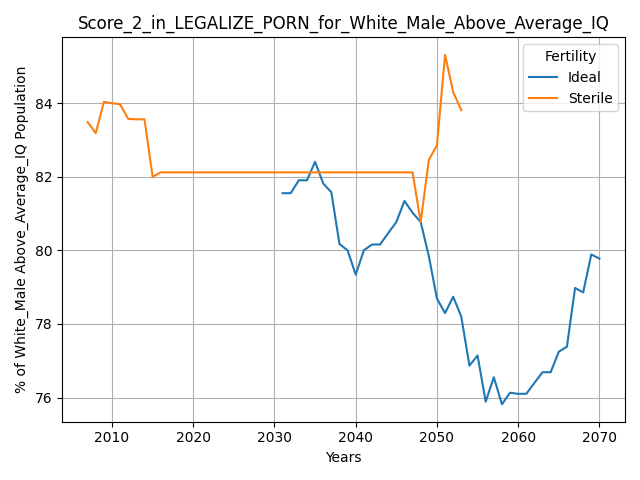 Score_2_in_LEGALIZE_PORN_for_White_Male_Above_Average_IQ
Fertility
Ideal
Sterile
% of White_Male Above_Average_IQ Population
84
82
80
78
76
2010 2020 2030 2040 2050 2060 2070
Years